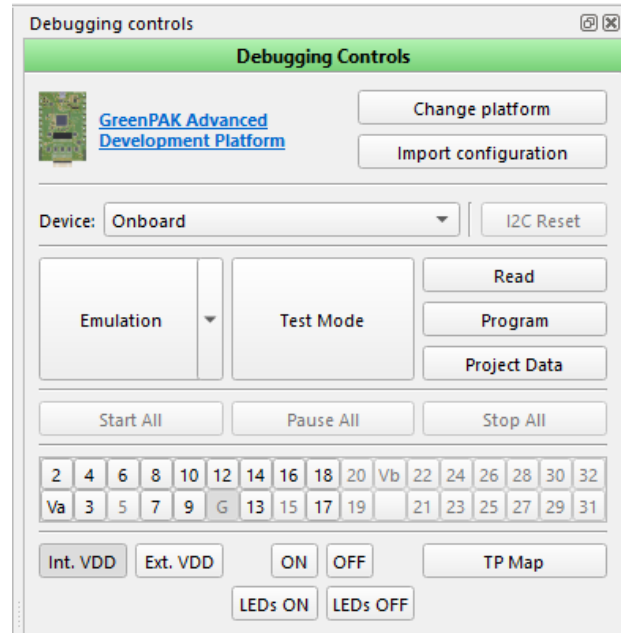 Debugging controls
Debugging Controls
GreenPAK Advanced
Development Platform
Change platform
Import configuration
Device: Onboard I2C Reset
Emulation Test Mode
Read
Program
Project Data
Start All Pause All Stop All
2 4 6 8 10 12 14 16 18 20 Vb 22 24 26 28 30 32
Va 3 5 7 9 G 13 15 17 19 21 23 25 27 29 31
Int. VDD Ext. VDD ON OFF TP Map
LEDs ON LEDs OFF